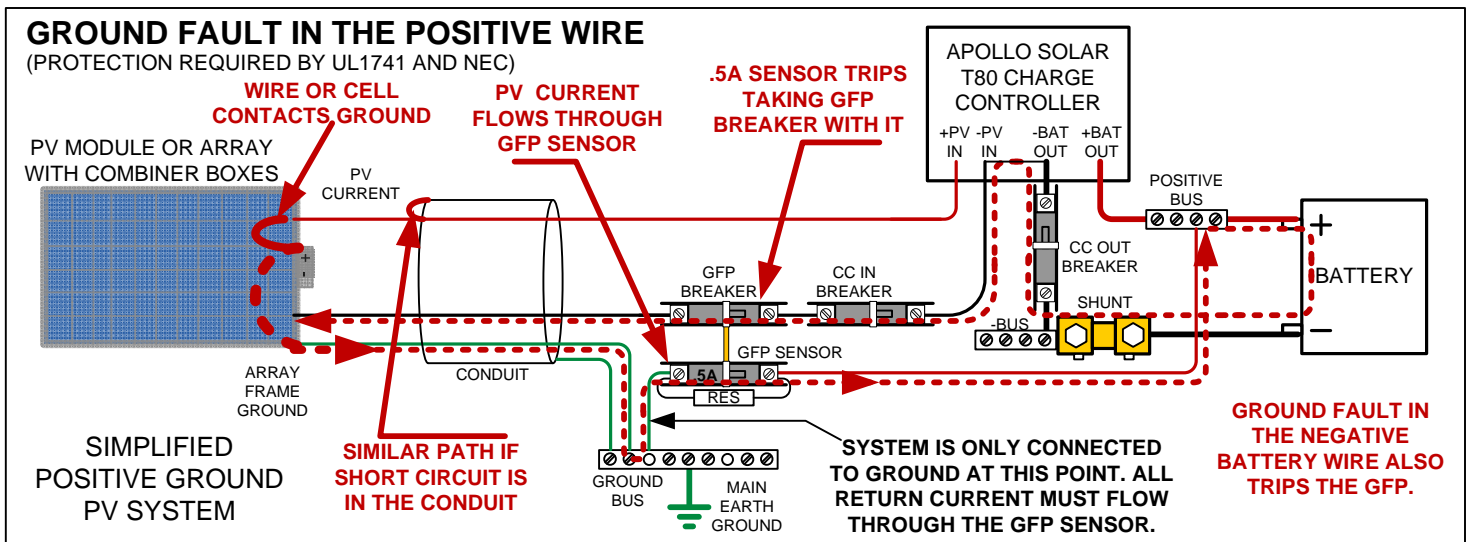 GROUND FAULT IN THE POSITIVE WIRE
(PROTECTION REQUIRED BY UL1741 AND NEC)
WIRE OR CELL
CONTACTS GROUND
PV CURRENT
FLOWS THROUGH
GFP SENSOR
.5A SENSOR TRIPS
TAKING GFP
BREAKER WITH IT
APOLLO SOLAR
T80 CHARGE
CONTROLLER
+PV
IN
-PV
IN
-BAT
OUT
+BAT
OUT
PV MODULE OR ARRAY
WITH COMBINER BOXES
PV
CURRENT
POSITIVE
BUS
+
-
GFP
BREAKER
CC IN
BREAKER
CC OUT
BREAKER
+
BATTERY
–
SHUNT
-BUS
GFP SENSOR
.5A
RES
CONDUIT
ARRAY
FRAME
GROUND
SIMPLIFIED
POSITIVE GROUND
PV SYSTEM
SIMILAR PATH IF
SHORT CIRCUIT IS
IN THE CONDUIT
GROUND
BUS
MAIN
EARTH
GROUND
SYSTEM IS ONLY CONNECTED
TO GROUND AT THIS POINT. ALL
RETURN CURRENT MUST FLOW
THROUGH THE GFP SENSOR.
GROUND FAULT IN
THE NEGATIVE
BATTERY WIRE ALSO
TRIPS THE GFP.